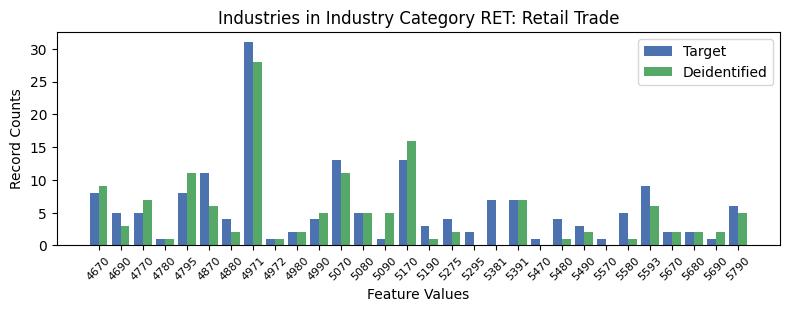 Industries in Industry Category RET: Retail Trade
Target
Deidentified
Record Counts
30
25
20
15
10
5
0
4670 4690 4770 4780 4795 4870 4880 4971 4972 4980 4990 5070 5080 5090 5170 5190 5275 5295 5381 5391 5470 5480 5490 5570 5580 5593 5670 5680 5690 5790
Feature Values